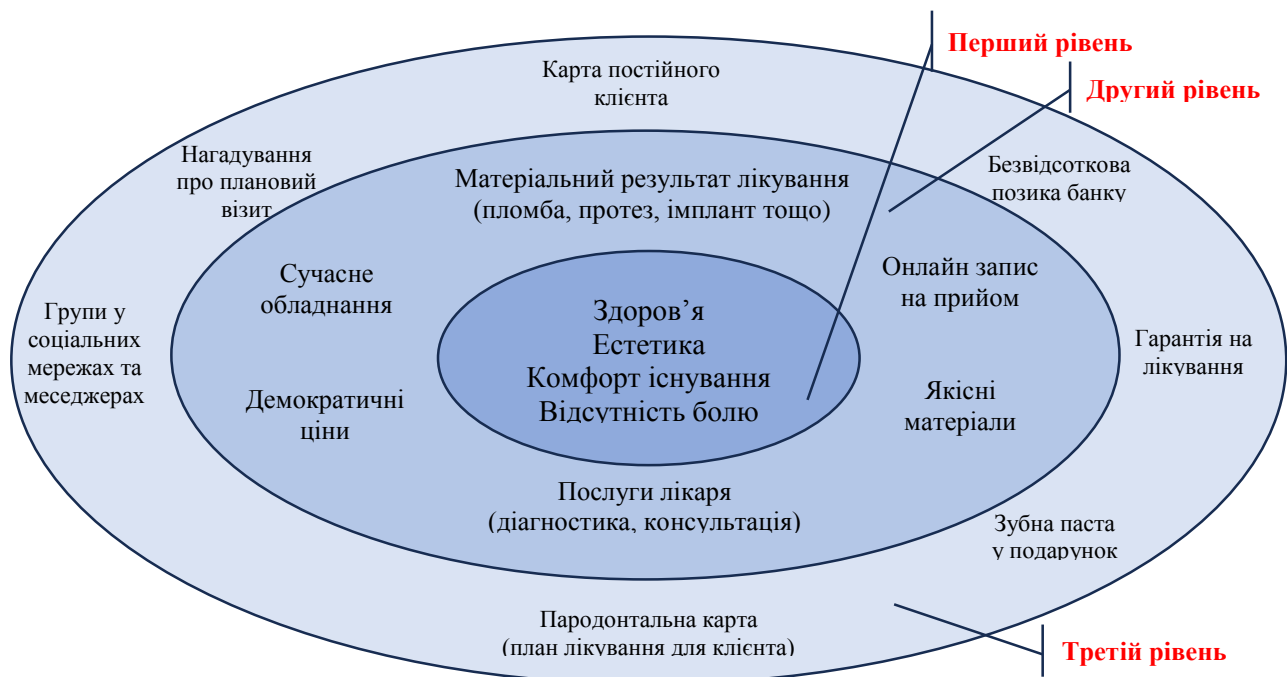 Перший рівень
Другий рівень
Карта постійного
клієнта
Нагадування
про плановий
візит
Безвідсоткова
позика банку
Матеріальний результат лікування
(пломба, протез, імплант тощо)
Сучасне
обладнання
Онлайн запис
на прийом
Групи у
соціальних
мережах та
меседжерах
Здоров’я
Естетика
Комфорт існування
Відсутність болю
Гарантія на
лікування
Демократичні
ціни
Якісні
матеріали
Послуги лікаря
(діагностика, консультація)
Зубна паста
у подарунок
Пародонтальна карта
(план лікування для клієнта)
Третій рівень